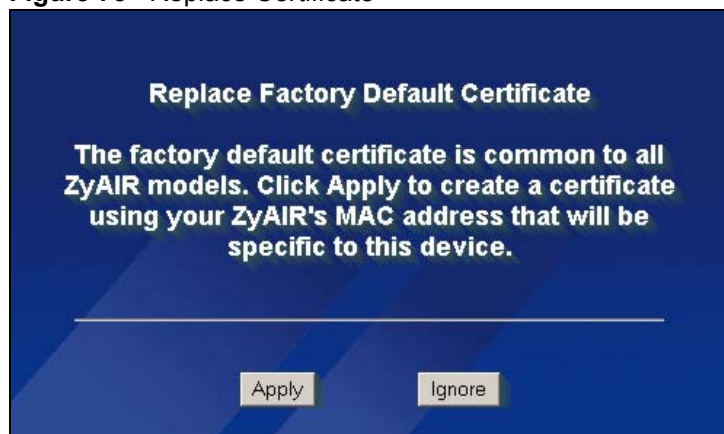 Figure Replace Certificate
Replace Factory Default Certificate
The factory default certificate is common to all
ZyAIR models. Click Apply to create a certificate
using your ZyAIR's MAC address that will be
specific to this device.
Apply Ignore